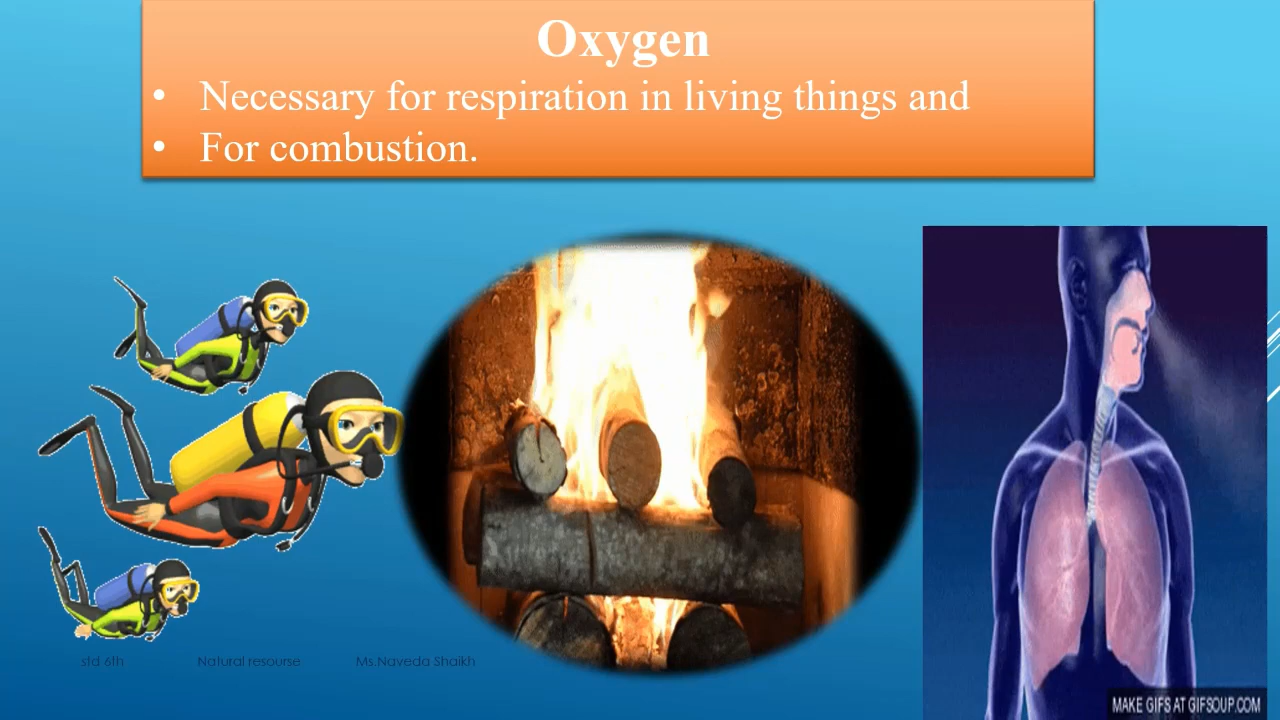 Oxygen
• Necessary for respiration in living things and
• For combustion.
std 6th Natural resourse Ms.Naveda Shaikh
MAKE GIFS AT GIFSOUP.COM